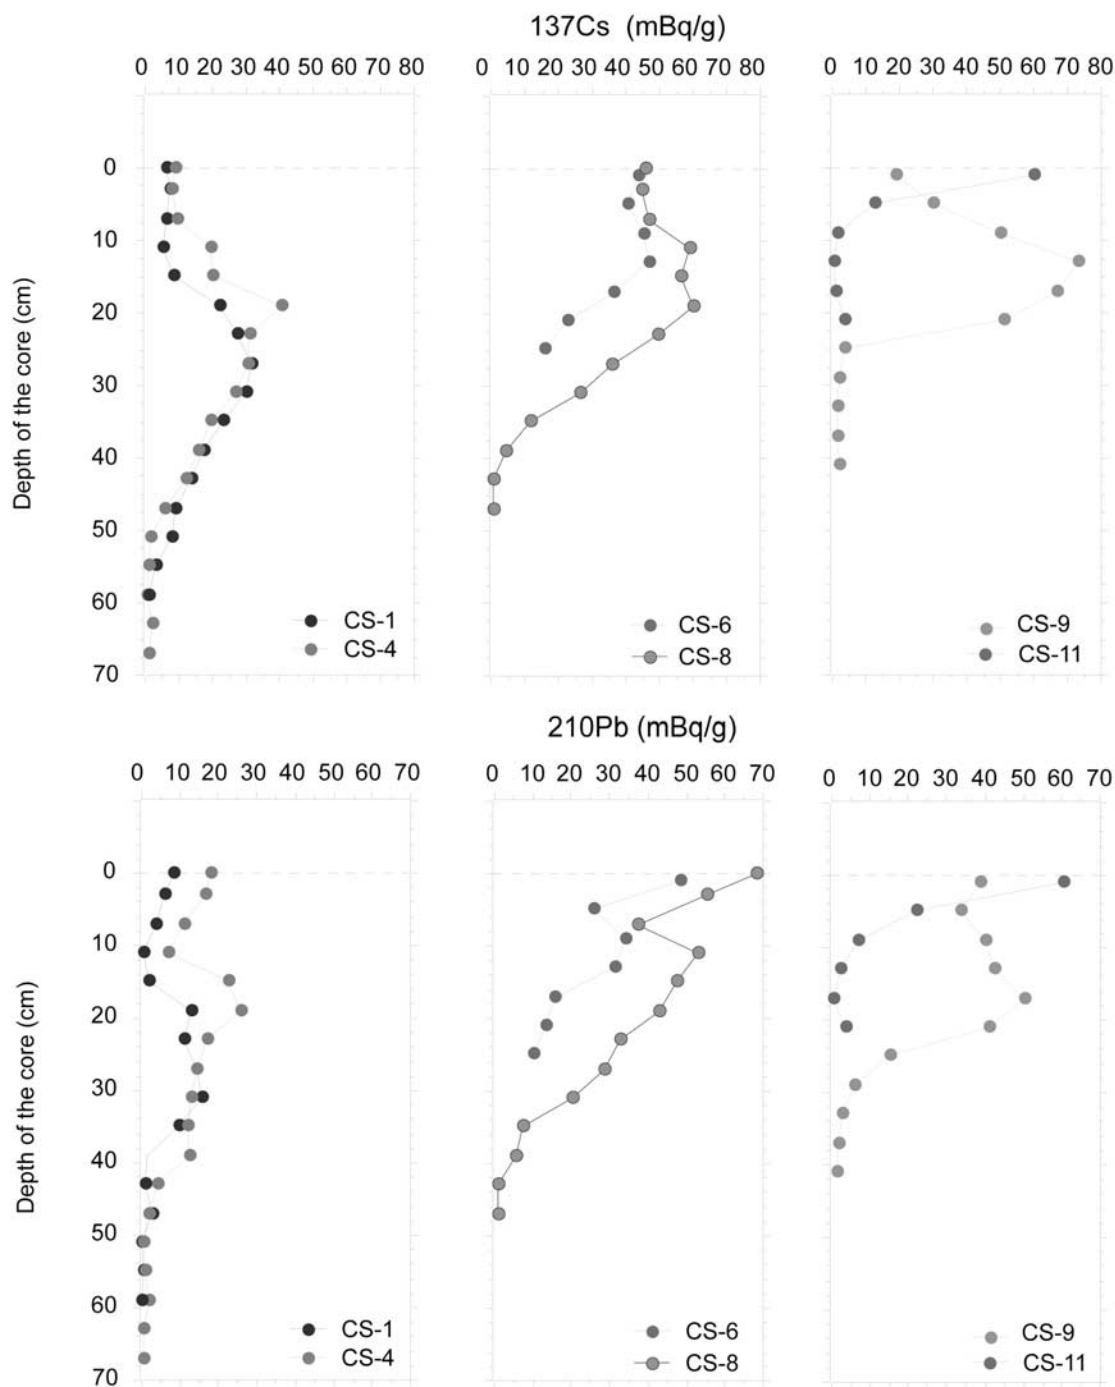 137Cs (mBq/g)
0 10 20 30 40 50 60 70 80
0 10 20 30 40 50 60 70 80
0 10 20 30 40 50 60 70 80
Depth of the core (cm)
0
10
20
30
40
50
60
70
CS-1
CS-4
CS-6
CS-8
CS-9
CS-11
210Pb (mBq/g)
0 10 20 30 40 50 60 70
0 10 20 30 40 50 60 70
0 10 20 30 40 50 60 70
Depth of the core (cm)
0
10
20
30
40
50
60
70
CS-1
CS-4
CS-6
CS-8
CS-9
CS-11